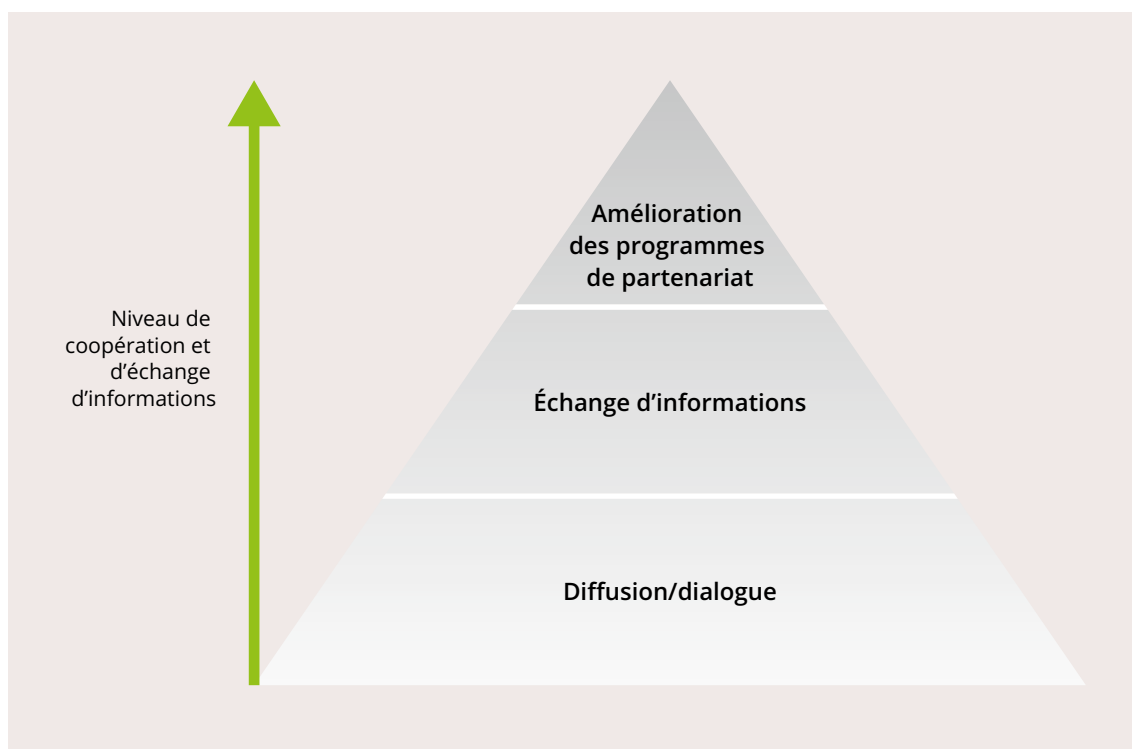 Amélioration
des programmes
de partenariat
Niveau de
coopération et
d’échange
d’informations
Échange d’informations
Diffusion/dialogue